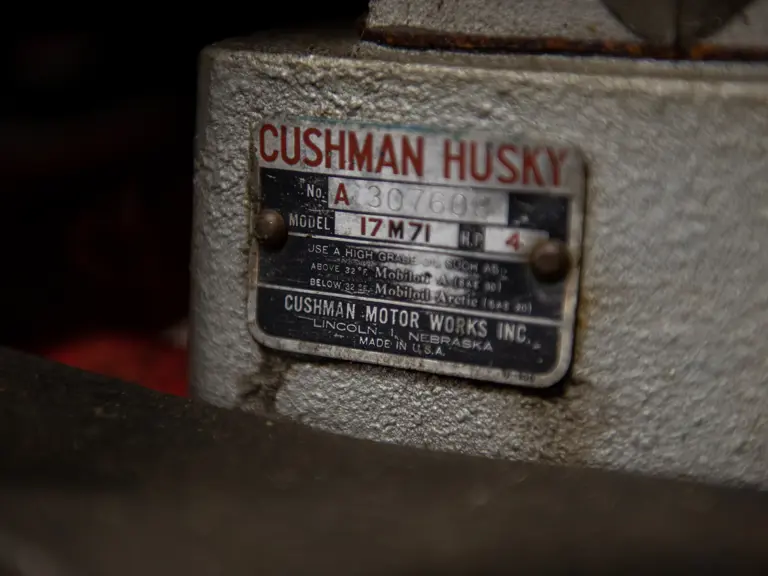 CUSHMAN HUSKY
No. A 30760
MODEL 17M71 H.P. 4
USE A HIGH GRADE OIL SUCH AS:
ABOVE 32°F. Mobiloil A (SAE 30)
BELOW 32°F. Mobiloil Arctic (SAE 20)
CUSHMAN MOTOR WORKS INC.
LINCOLN 1, NEBRASKA
MADE IN U.S.A.